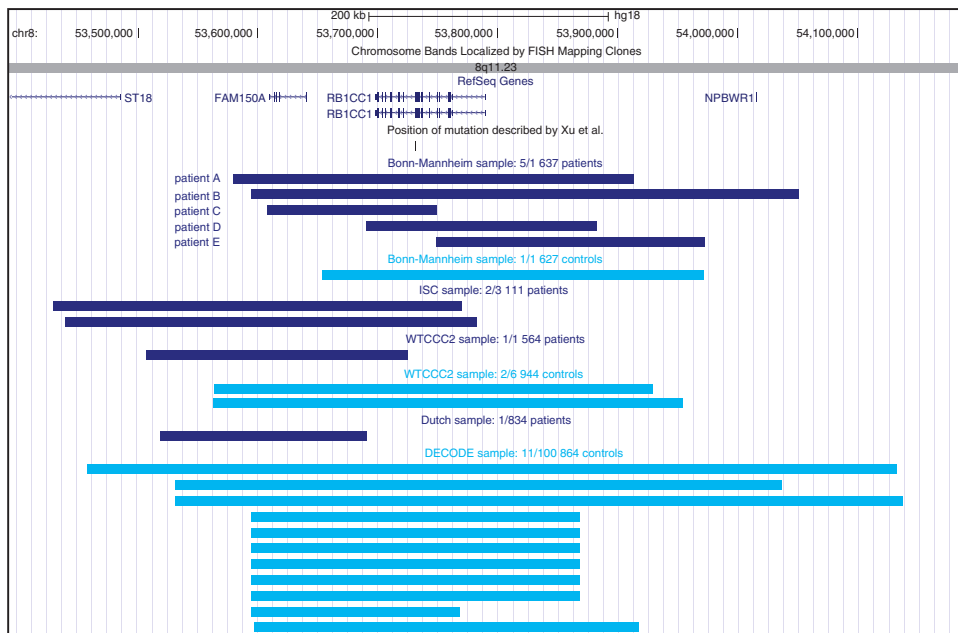 200 kb hg18
chr8: 53,500,000 53,600,000 53,700,000 53,800,000 53,900,000 54,000,000 54,100,000
Chromosome Bands Localized by FISH Mapping Clones
8q11.23
RefSeq Genes
ST18 FAM150A RB1CC1 NPBWR1
RB1CC1
Position of mutation described by Xu et al.
Bonn-Mannheim sample: 5/1 637 patients
patient A
patient B
patient C
patient D
patient E
Bonn-Mannheim sample: 1/1 627 controls
ISC sample: 2/3 111 patients
WTCCC2 sample: 1/1 564 patients
WTCCC2 sample: 2/6 944 controls
Dutch sample: 1/834 patients
DECODE sample: 11/100 864 controls